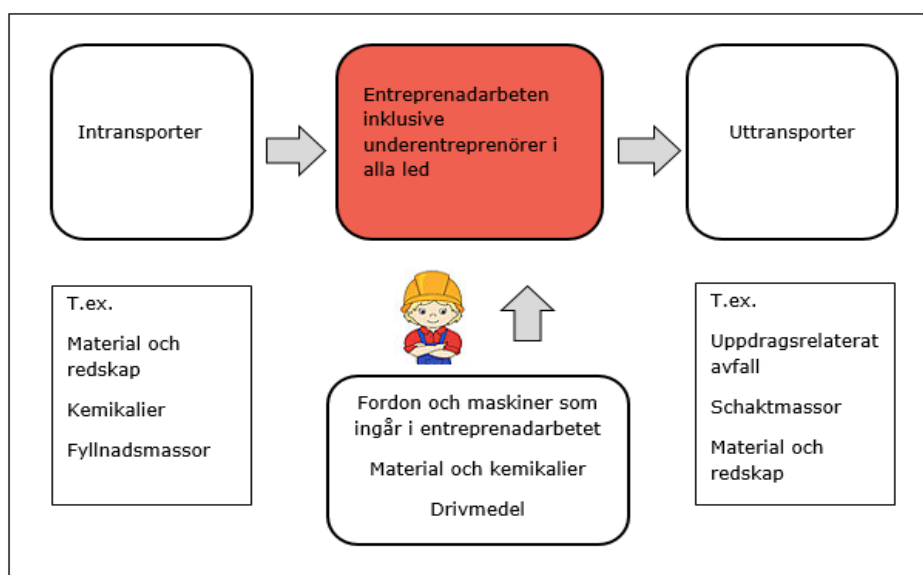 Intransporter
Entreprenadarbeten
inklusive
underentreprenörer i
alla led
Uttransporter
T.ex.
Material och
redskap
Kemikalier
Fyllnadsmassor
Fordon och maskiner som
ingår i entreprenadarbetet
Material och kemikalier
Drivmedel
T.ex.
Uppdragsrelaterat
avfall
Schaktmassor
Material och
redskap